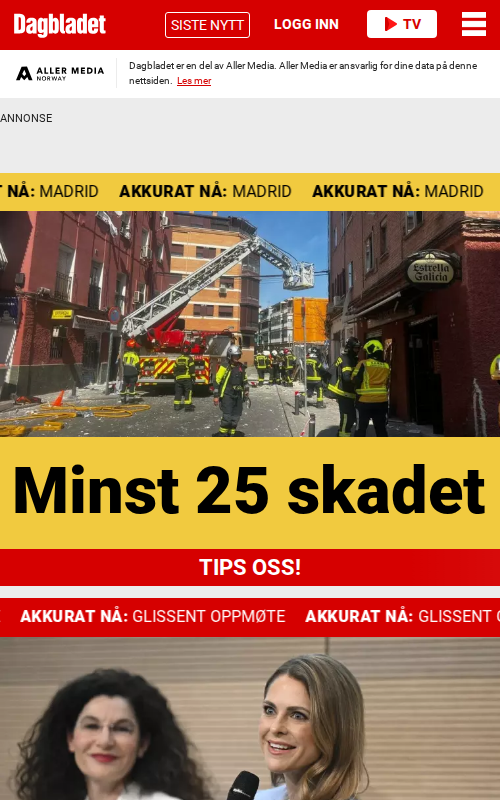 Dagbladet
SISTE NYTT
LOGG INN
TV
ALLER MEDIA
NORWAY
Dagbladet er en del av Aller Media. Aller Media er ansvarlig for dine data på denne
nettsiden. Les mer
ANNONSE
T NÅ: MADRID AKKURAT NÅ: MADRID AKKURAT NÅ: MADRID
Estrella
Galicia
Minst 25 skadet
TIPS OSS!
AKKURAT NÅ: GLISSENT OPPMØTE AKKURAT NÅ: GLISSENT